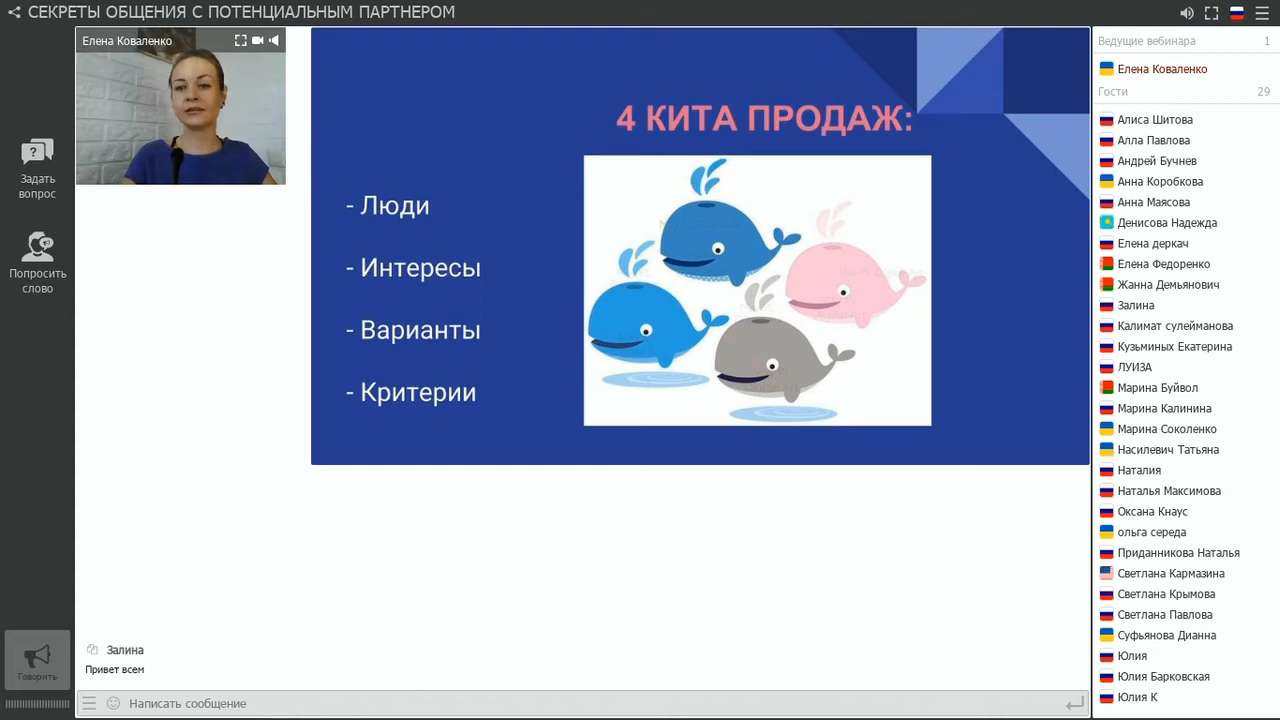 СЕКРЕТЫ ОБЩЕНИЯ С ПОТЕНЦИАЛЬНЫМ ПАРТНЕРОМ
Елена Коваленко
Задать
вопрос
Попросить
слово
Говорить
4 КИТА ПРОДАЖ:
- Люди
- Интересы
- Варианты
- Критерии
Залина
Привет всем
Написать сообщение
Ведущие вебинара 1
Елена Коваленко
Гости 29
Алиса Шитова
Алла Павлова
Андрей Бучнев
Анна Коробкова
Анна Маясова
Денисова Надежда
Елена деркач
Елена Федоренко
Жанна Демьянович
Залина
Калимат сулейманова
Кузьминых Екатерина
ЛУИЗА
Марина Буйвол
Марина Калинина
Марина Соколенко
Насилевич Татьяна
Наталия
Наталья Максимова
Оксана Кнаус
ольга середа
Приданникова Наталья
Светлана Кармазина
Светлана Крымова
Светлана Павлова
Суфьянова Дианна
Юлия
Юлия Барковская
Юлия К